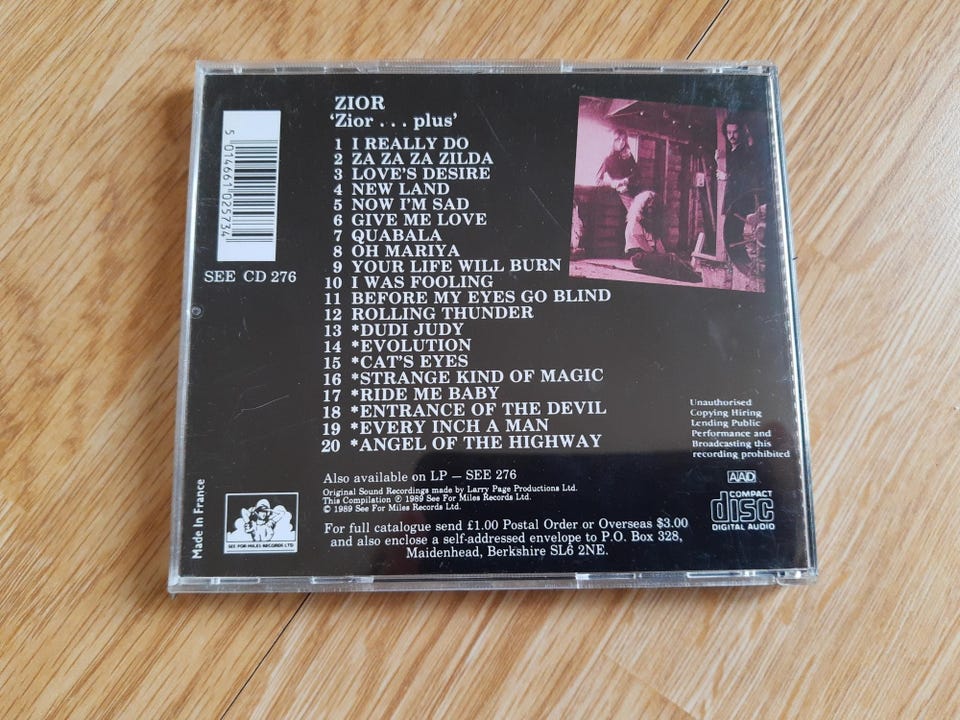 ZIOR
'Zior . . . plus'
1 I REALLY DO
2 ZA ZA ZA ZILDA
3 LOVE'S DESIRE
4 NEW LAND
5 NOW I'M SAD
6 GIVE ME LOVE
7 QUABALA
8 OH MARIYA
9 YOUR LIFE WILL BURN
10 I WAS FOOLING
11 BEFORE MY EYES GO BLIND
12 ROLLING THUNDER
13 *DUDI JUDY
14 *EVOLUTION
15 *CAT'S EYES
16 *STRANGE KIND OF MAGIC
17 *RIDE ME BABY
18 *ENTRANCE OF THE DEVIL
19 *EVERY INCH A MAN
20 *ANGEL OF THE HIGHWAY
5 014661 025734
SEE CD 276
Unauthorised
Copying Hiring
Lending Public
Performance and
Broadcasting this
recording prohibited
AAD
COMPACT
disc
DIGITAL AUDIO
Also available on LP – SEE 276
Original Sound Recordings made by Larry Page Productions Ltd.
This Compilation ℗ 1989 See For Miles Records Ltd.
© 1989 See For Miles Records Ltd.
For full catalogue send £1.00 Postal Order or Overseas $3.00
and also enclose a self-addressed envelope to P.O. Box 328,
Maidenhead, Berkshire SL6 2NE.
SEE FOR MILES RECORDS LTD
Made In France